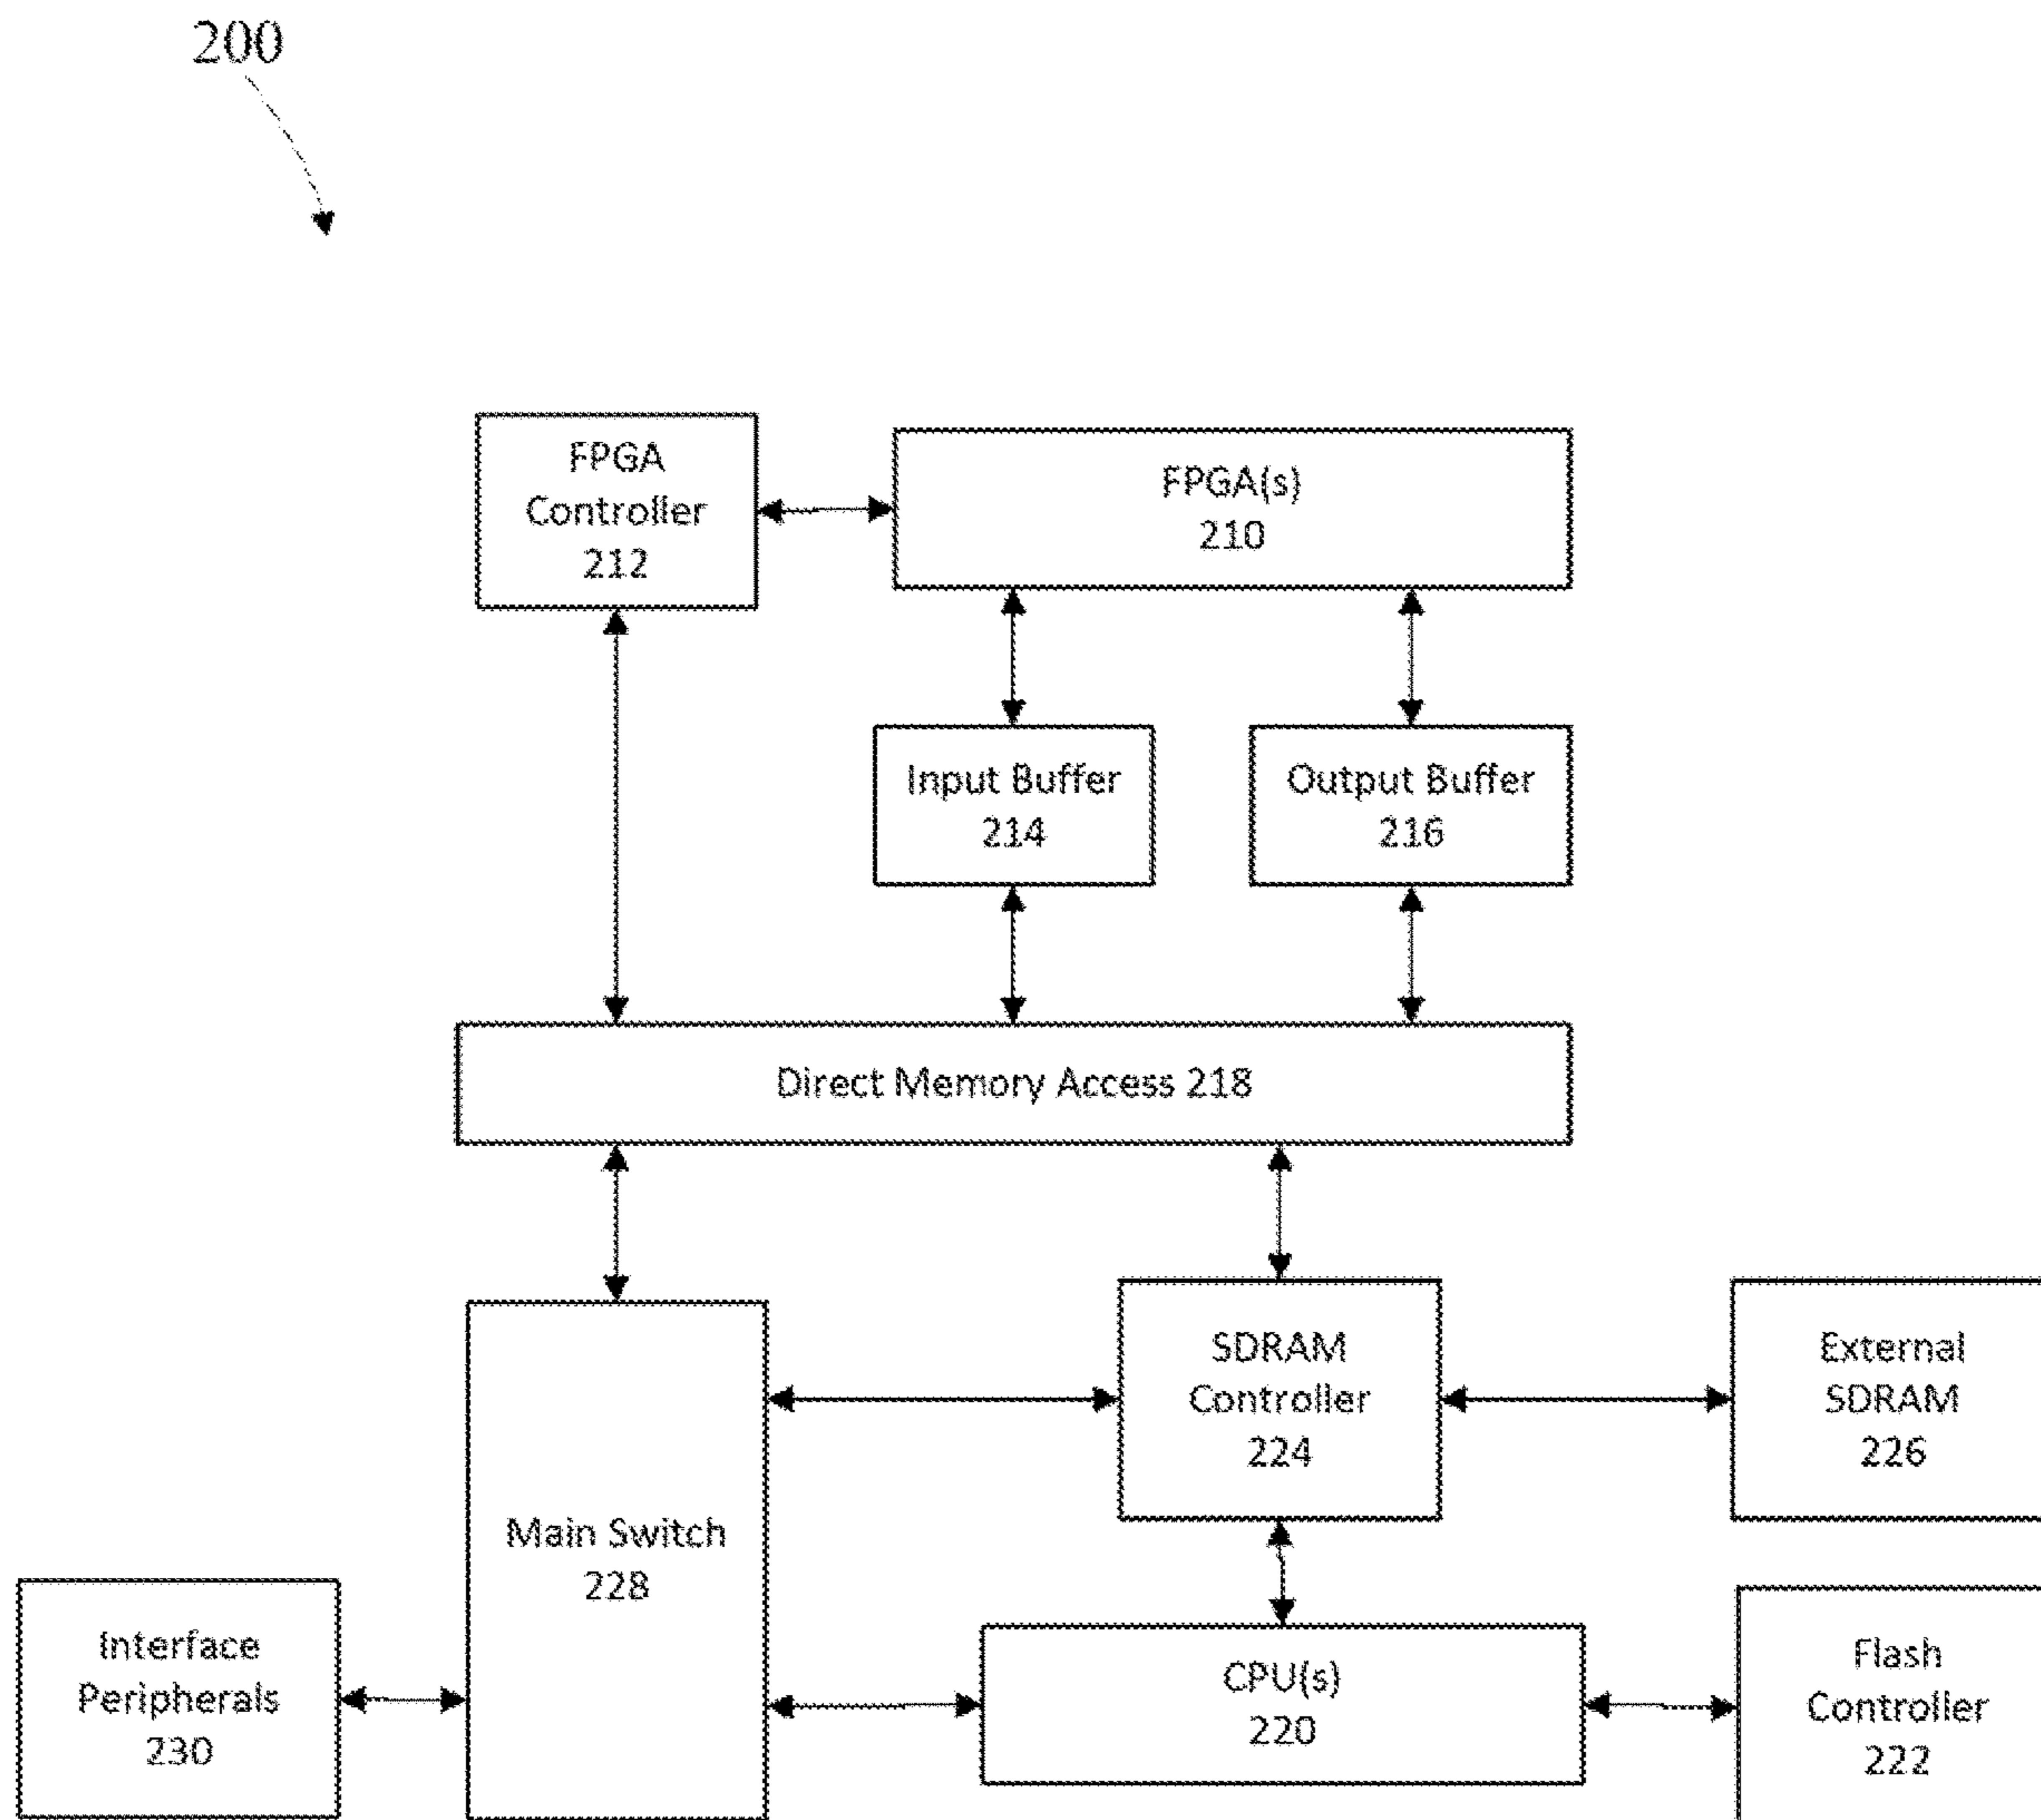 200
FPGA
Controller
212
FPGA(s)
210
Input Buffer
214
Output Buffer
216
Direct Memory Access 218
SDRAM
Controller
224
External
SDRAM
226
Main Switch
228
Interface
Peripherals
230
CPU(s)
220
Flash
Controller
222